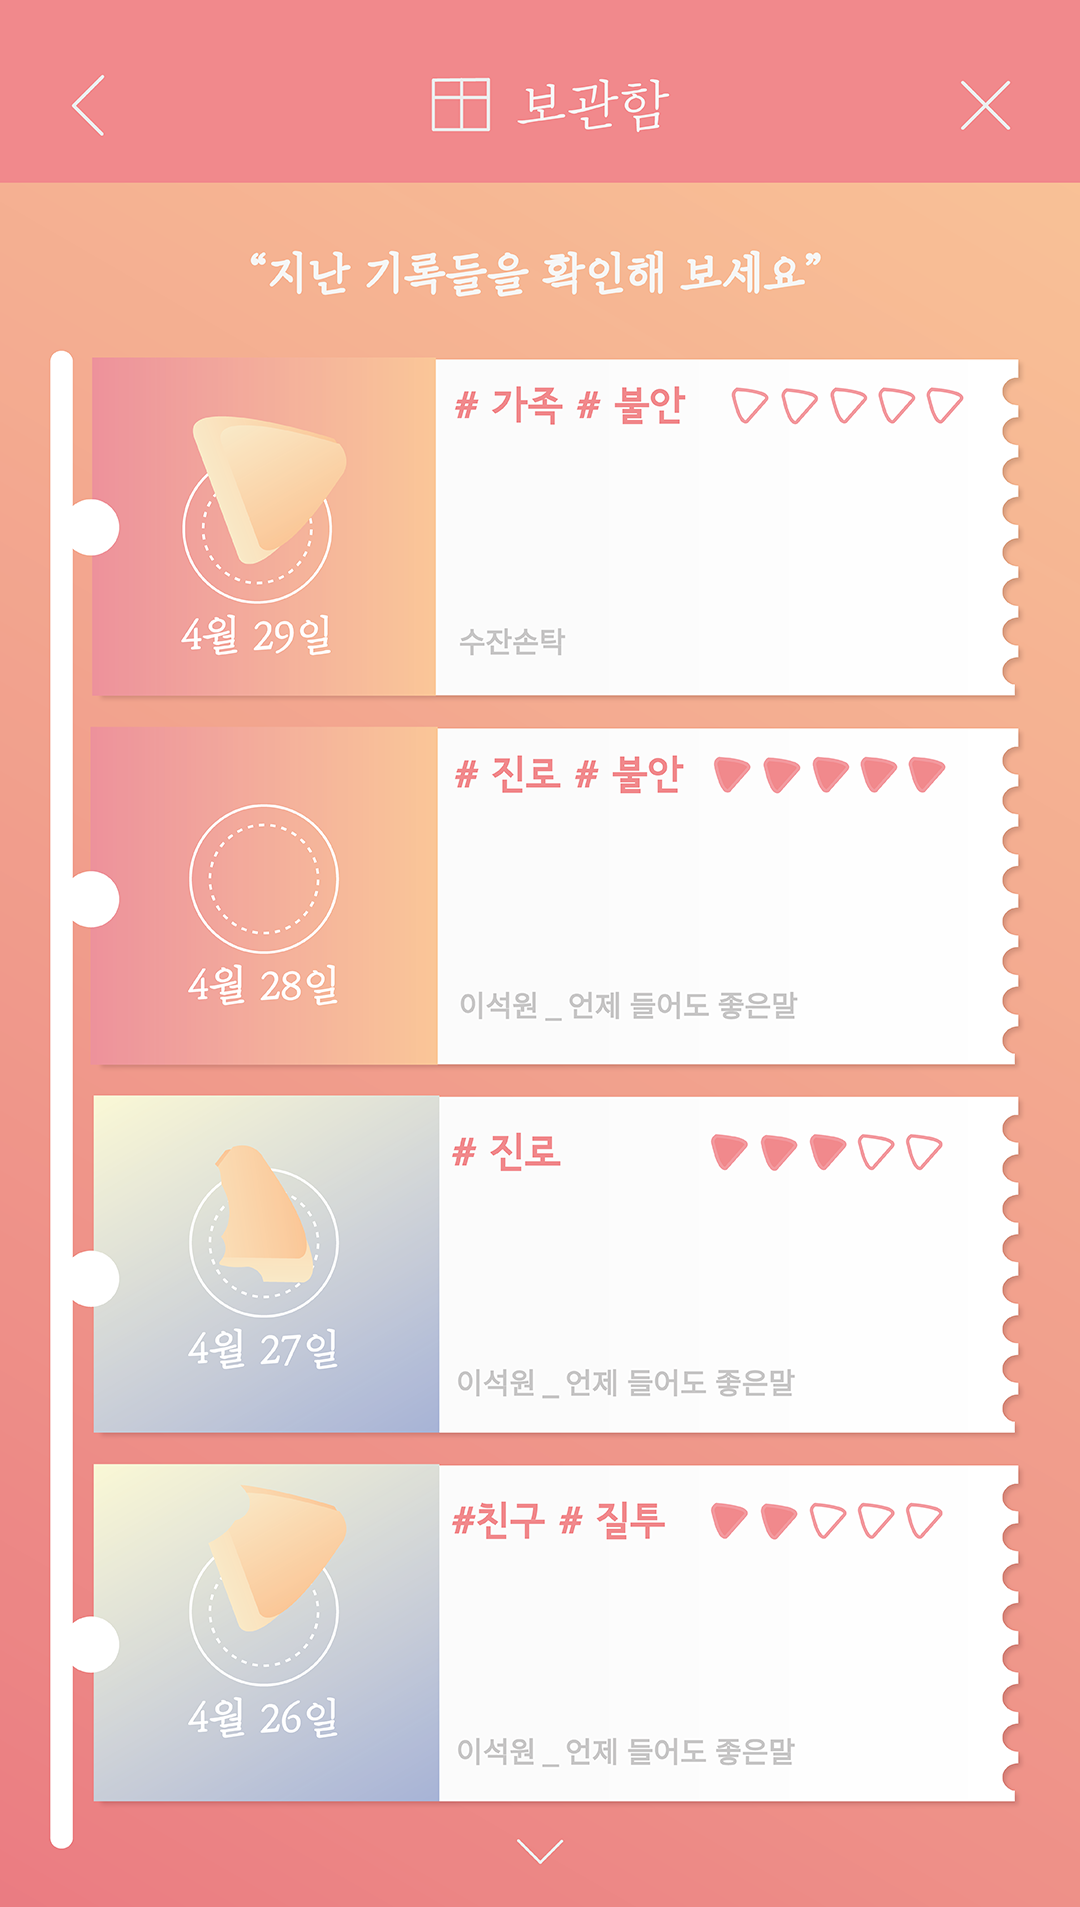 보관함
“지난 기록들을 확인해 보세요”
# 가족 # 불안
수잔손탁
4월 29일
# 진로 # 불안
이석원 _ 언제 들어도 좋은말
4월 28일
# 진로
이석원 _ 언제 들어도 좋은말
4월 27일
#친구 # 질투
이석원 _ 언제 들어도 좋은말
4월 26일